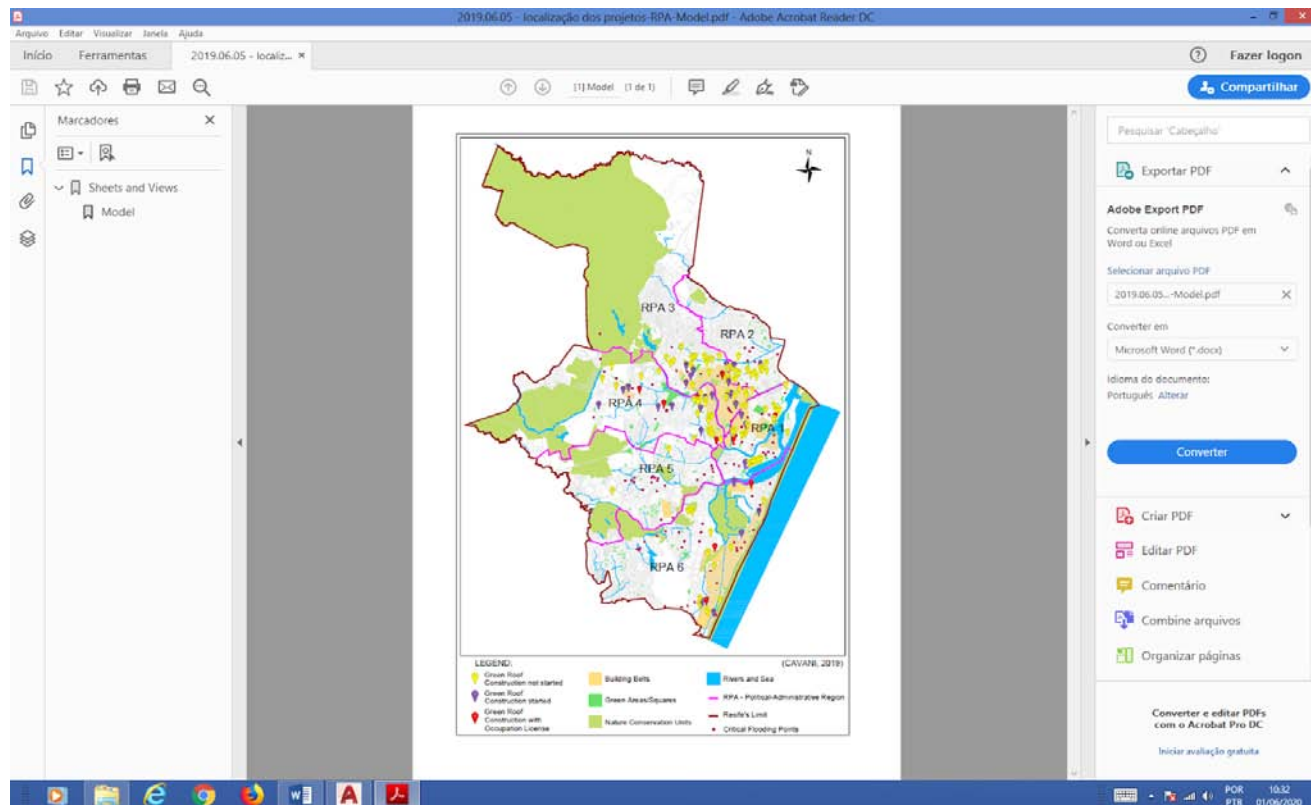 2019.06.05 - localização dos projetos-RPA-Model.pdf - Adobe Acrobat Reader DC
Arquivo Editar Visualizar Janela Ajuda
Início Ferramentas 2019.06.05 - localiz... ×
Fazer logon
[1] Model (1 de 1)
Compartilhar
Marcadores
Sheets and Views
Model
N
RPA 3
RPA 2
RPA 4
RPA 1
RPA 5
RPA 6
LEGEND:
(CAVANI, 2019)
Green Roof
Construction not started
Green Roof
Construction started
Green Roof
Construction with
Occupation License
Building Belts
Green Areas/Squares
Nature Conservation Units
Rivers and Sea
RPA - Political-Administrative Region
Recife's Limit
Critical Flooding Points
Pesquisar 'Cabeçalho'
Exportar PDF
Adobe Export PDF
Converta online arquivos PDF em
Word ou Excel
Selecionar arquivo PDF
2019.06.05...-Model.pdf
Converter em
Microsoft Word (*.docx)
Idioma do documento:
Português Alterar
Converter
Criar PDF
Editar PDF
Comentário
Combine arquivos
Organizar páginas
Converter e editar PDFs
com o Acrobat Pro DC
Iniciar avaliação gratuita
POR
PTB
10:32
01/06/2020